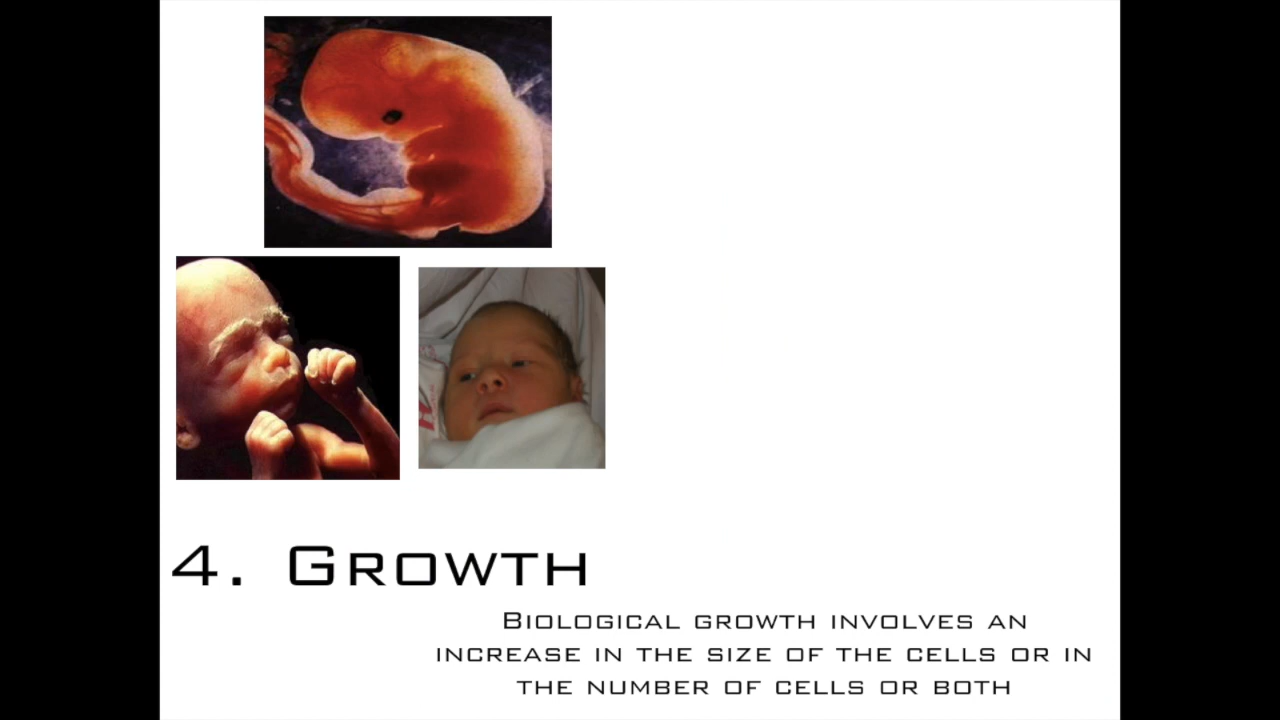 4. Growth
Biological growth involves an
increase in the size of the cells or in
the number of cells or both